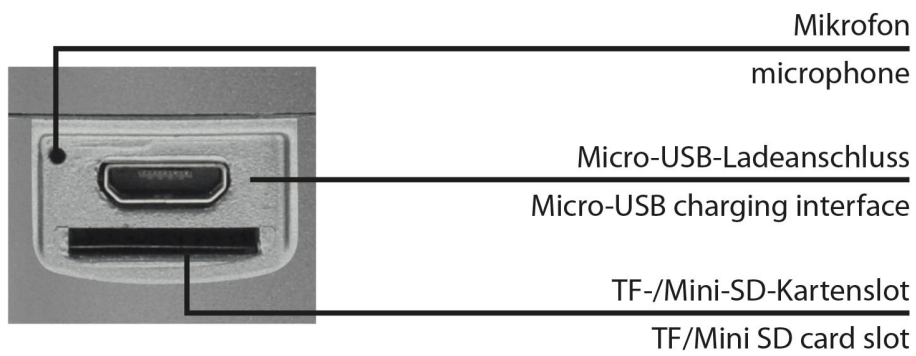 Mikrofon
microphone
Micro-USB-Ladeanschluss
Micro-USB charging interface
TF-/Mini-SD-Kartenslot
TF/Mini SD card slot